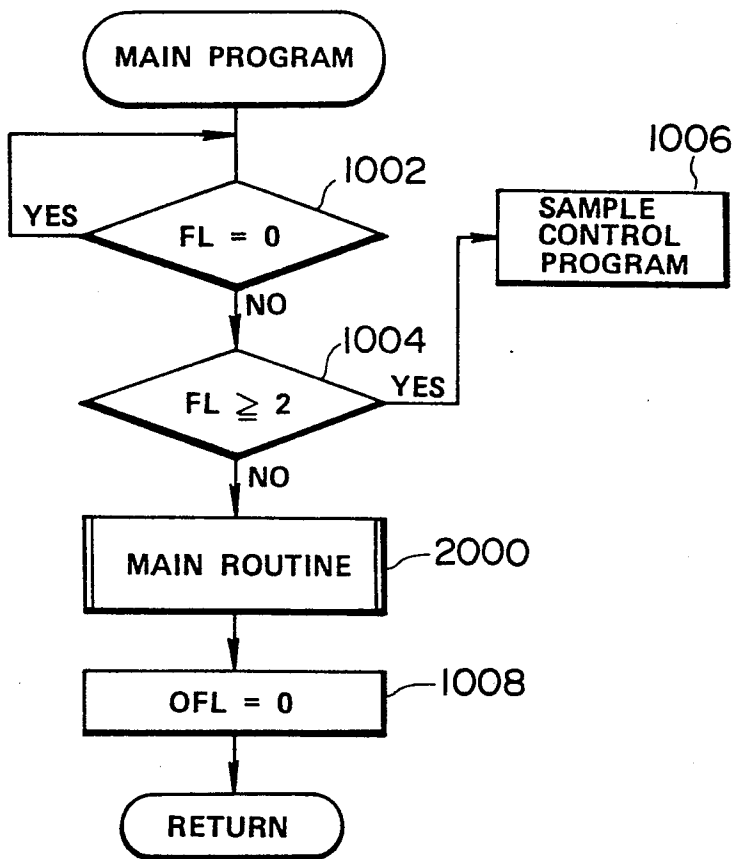 MAIN PROGRAM
1002
YES
FL = 0
NO
1004
FL ≧ 2
YES
1006
SAMPLE
CONTROL
PROGRAM
NO
MAIN ROUTINE
2000
OFL = 0
1008
RETURN